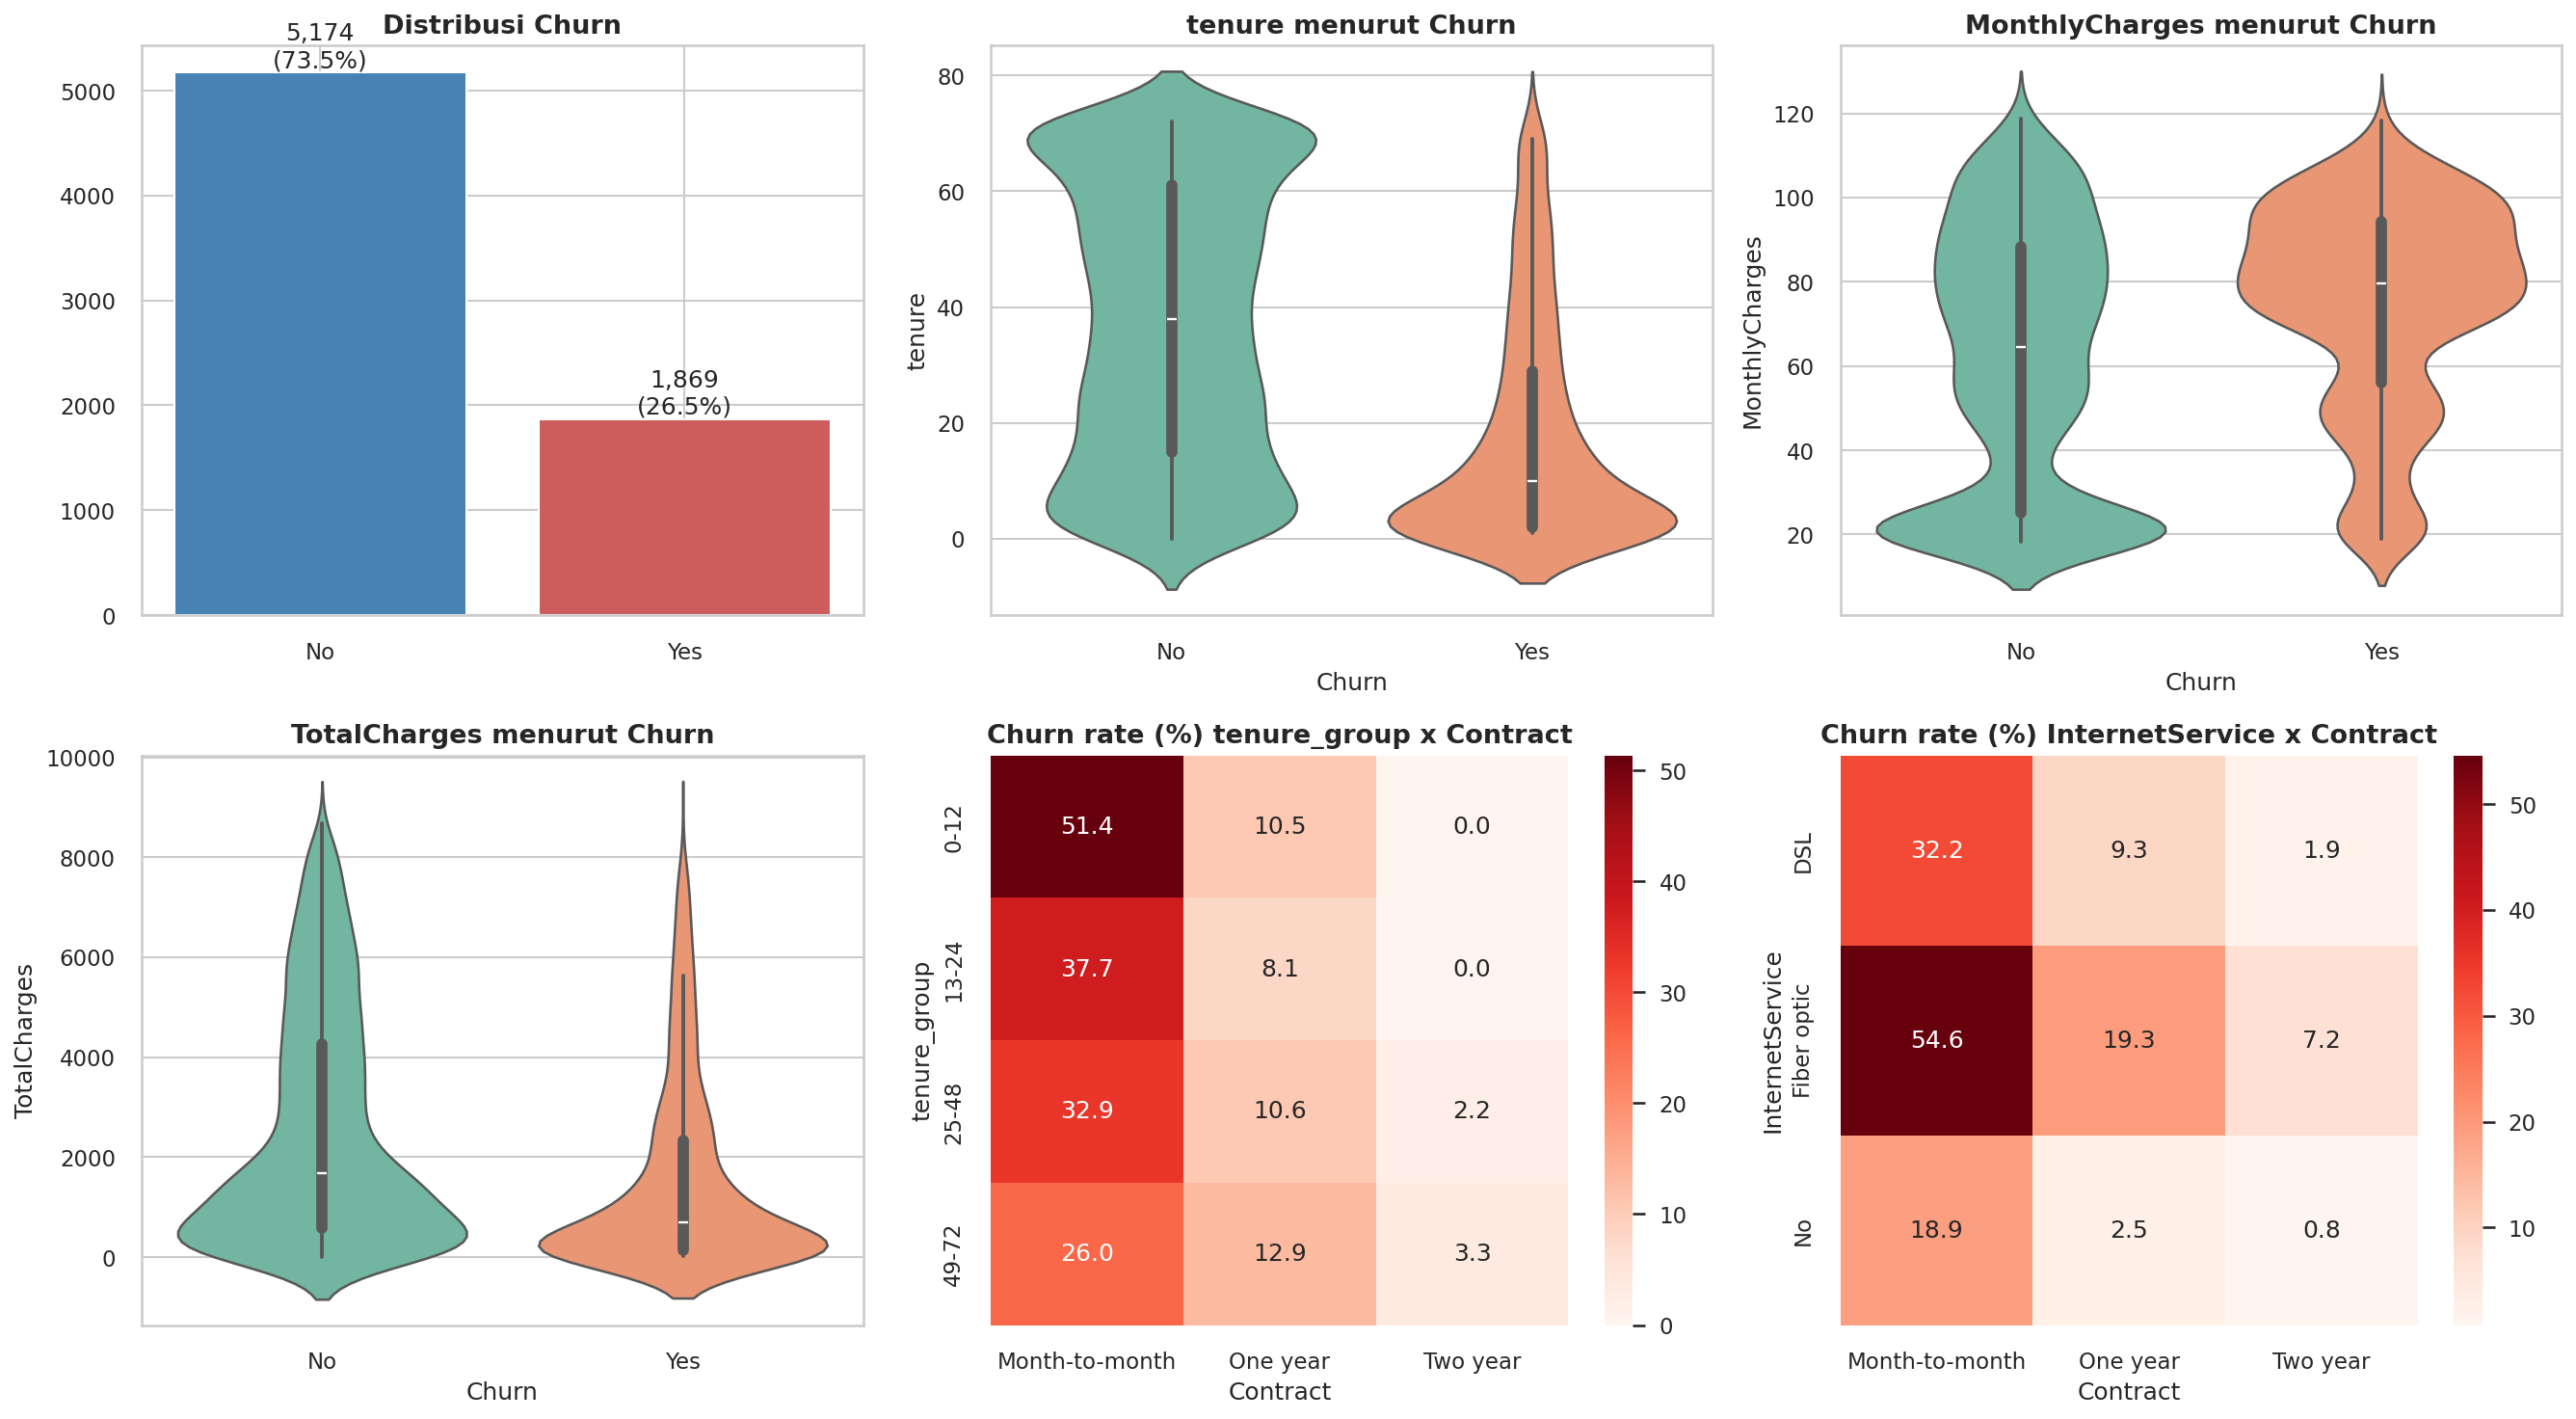 Distribusi Churn
5,174
(73.5%)
1,869
(26.5%)
5000
4000
3000
2000
1000
0
No
Yes
tenure menurut Churn
tenure
80
60
40
20
0
No
Yes
Churn
MonthlyCharges menurut Churn
MonthlyCharges
120
100
80
60
40
20
No
Yes
Churn
TotalCharges menurut Churn
TotalCharges
10000
8000
6000
4000
2000
0
No
Yes
Churn
Churn rate (%) tenure_group x Contract
tenure_group
0-12
51.4
10.5
0.0
13-24
37.7
8.1
0.0
25-48
32.9
10.6
2.2
49-72
26.0
12.9
3.3
Month-to-month
One year
Two year
Contract
50
40
30
20
10
0
Churn rate (%) InternetService x Contract
InternetService
DSL
32.2
9.3
1.9
Fiber optic
54.6
19.3
7.2
No
18.9
2.5
0.8
Month-to-month
One year
Two year
Contract
50
40
30
20
10